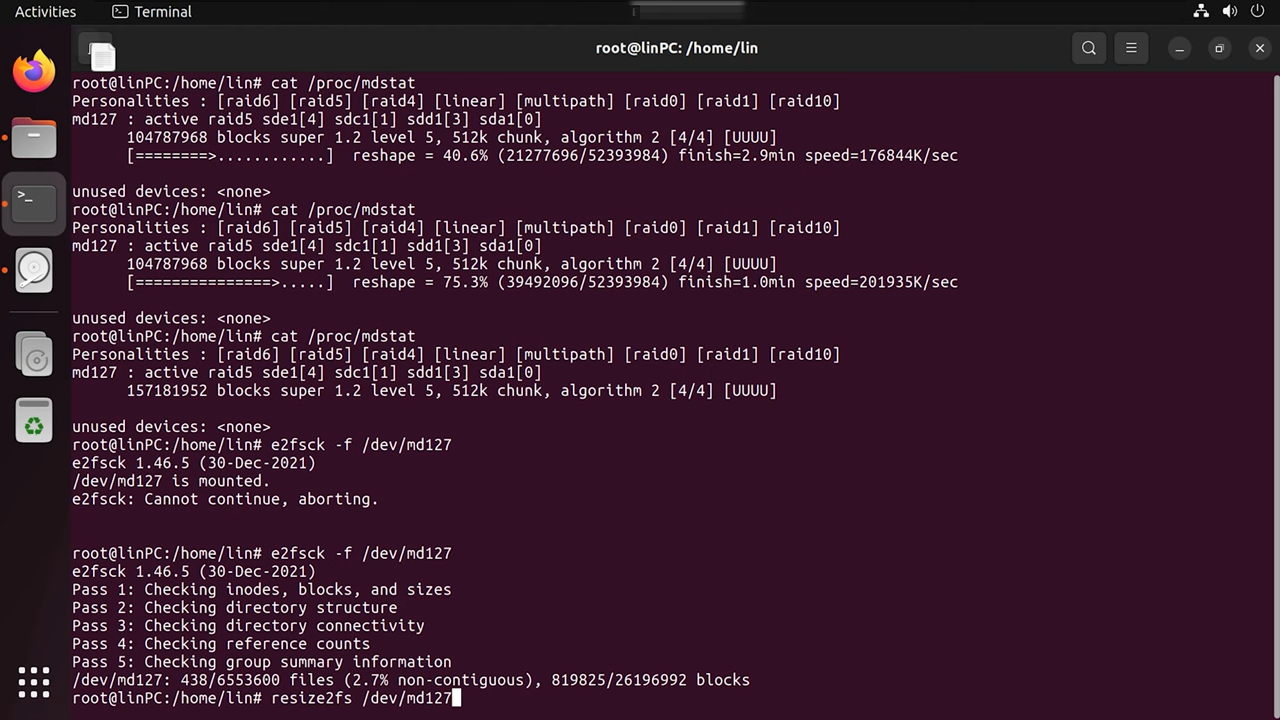 Activities
Terminal
root@linPC: /home/lin
root@linPC:/home/lin# cat /proc/mdstat
Personalities : [raid6] [raid5] [raid4] [linear] [multipath] [raid0] [raid1] [raid10]
md127 : active raid5 sde1[4] sdc1[1] sdd1[3] sda1[0]
104787968 blocks super 1.2 level 5, 512k chunk, algorithm 2 [4/4] [UUUU]
[========>............] reshape = 40.6% (21277696/52393984) finish=2.9min speed=176844K/sec
unused devices: <none>
root@linPC:/home/lin# cat /proc/mdstat
Personalities : [raid6] [raid5] [raid4] [linear] [multipath] [raid0] [raid1] [raid10]
md127 : active raid5 sde1[4] sdc1[1] sdd1[3] sda1[0]
104787968 blocks super 1.2 level 5, 512k chunk, algorithm 2 [4/4] [UUUU]
[===============>.....] reshape = 75.3% (39492096/52393984) finish=1.0min speed=201935K/sec
unused devices: <none>
root@linPC:/home/lin# cat /proc/mdstat
Personalities : [raid6] [raid5] [raid4] [linear] [multipath] [raid0] [raid1] [raid10]
md127 : active raid5 sde1[4] sdc1[1] sdd1[3] sda1[0]
157181952 blocks super 1.2 level 5, 512k chunk, algorithm 2 [4/4] [UUUU]
unused devices: <none>
root@linPC:/home/lin# e2fsck -f /dev/md127
e2fsck 1.46.5 (30-Dec-2021)
/dev/md127 is mounted.
e2fsck: Cannot continue, aborting.
root@linPC:/home/lin# e2fsck -f /dev/md127
e2fsck 1.46.5 (30-Dec-2021)
Pass 1: Checking inodes, blocks, and sizes
Pass 2: Checking directory structure
Pass 3: Checking directory connectivity
Pass 4: Checking reference counts
Pass 5: Checking group summary information
/dev/md127: 438/6553600 files (2.7% non-contiguous), 819825/26196992 blocks
root@linPC:/home/lin# resize2fs /dev/md127